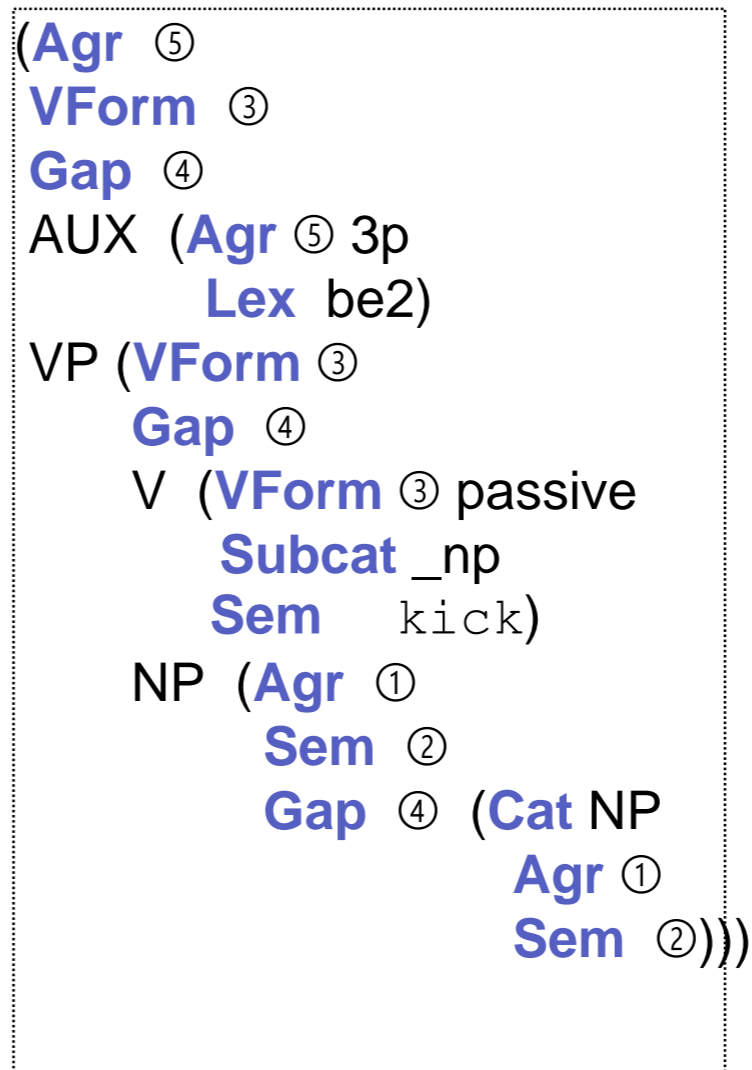 (Agr ⑤
VForm ③
Gap ④
AUX (Agr ⑤ 3p
Lex be2)
VP (VForm ③
Gap ④
V (VForm ③ passive
Subcat _np
Sem kick)
NP (Agr ①
Sem ②
Gap ④ (Cat NP
Agr ①
Sem ②)))